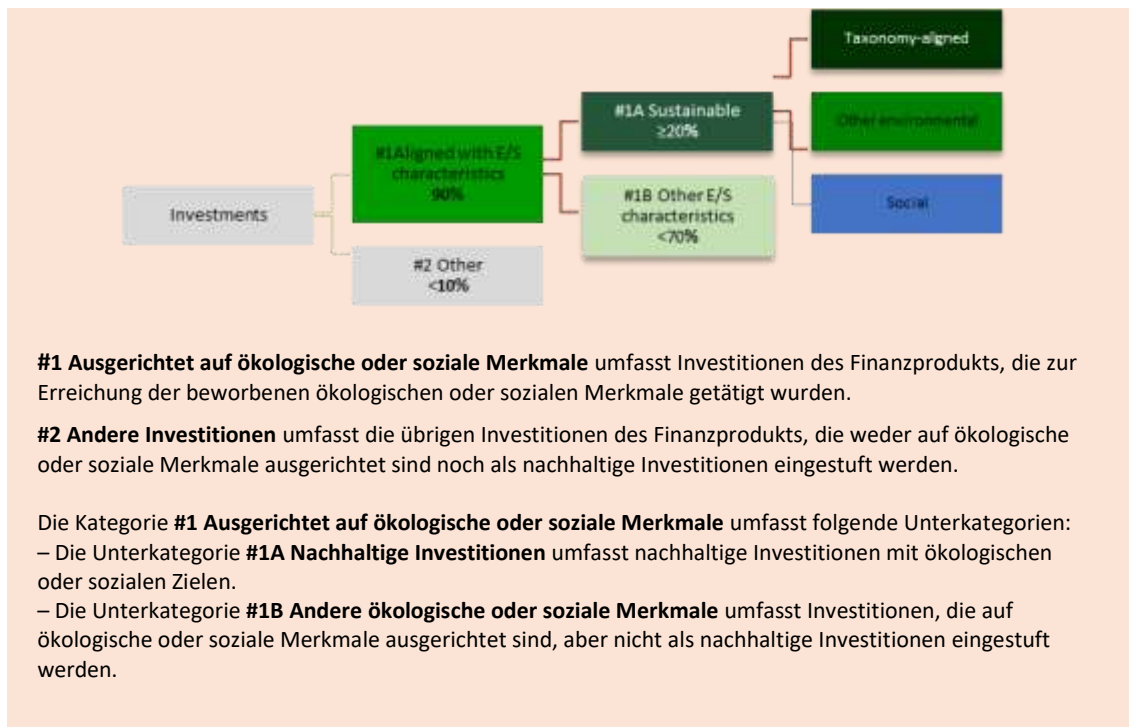 Taxonomy-aligned
#1A Sustainable
≥20%
Other environmental
#1Aligned with E/S
characteristics
90%
Investments
#1B Other E/S
characteristics
<70%
Social
#2 Other
<10%
#1 Ausgerichtet auf ökologische oder soziale Merkmale umfasst Investitionen des Finanzprodukts, die zur
Erreichung der beworbenen ökologischen oder sozialen Merkmale getätigt wurden.
#2 Andere Investitionen umfasst die übrigen Investitionen des Finanzprodukts, die weder auf ökologische
oder soziale Merkmale ausgerichtet sind noch als nachhaltige Investitionen eingestuft werden.
Die Kategorie #1 Ausgerichtet auf ökologische oder soziale Merkmale umfasst folgende Unterkategorien:
– Die Unterkategorie #1A Nachhaltige Investitionen umfasst nachhaltige Investitionen mit ökologischen
oder sozialen Zielen.
– Die Unterkategorie #1B Andere ökologische oder soziale Merkmale umfasst Investitionen, die auf
ökologische oder soziale Merkmale ausgerichtet sind, aber nicht als nachhaltige Investitionen eingestuft
werden.